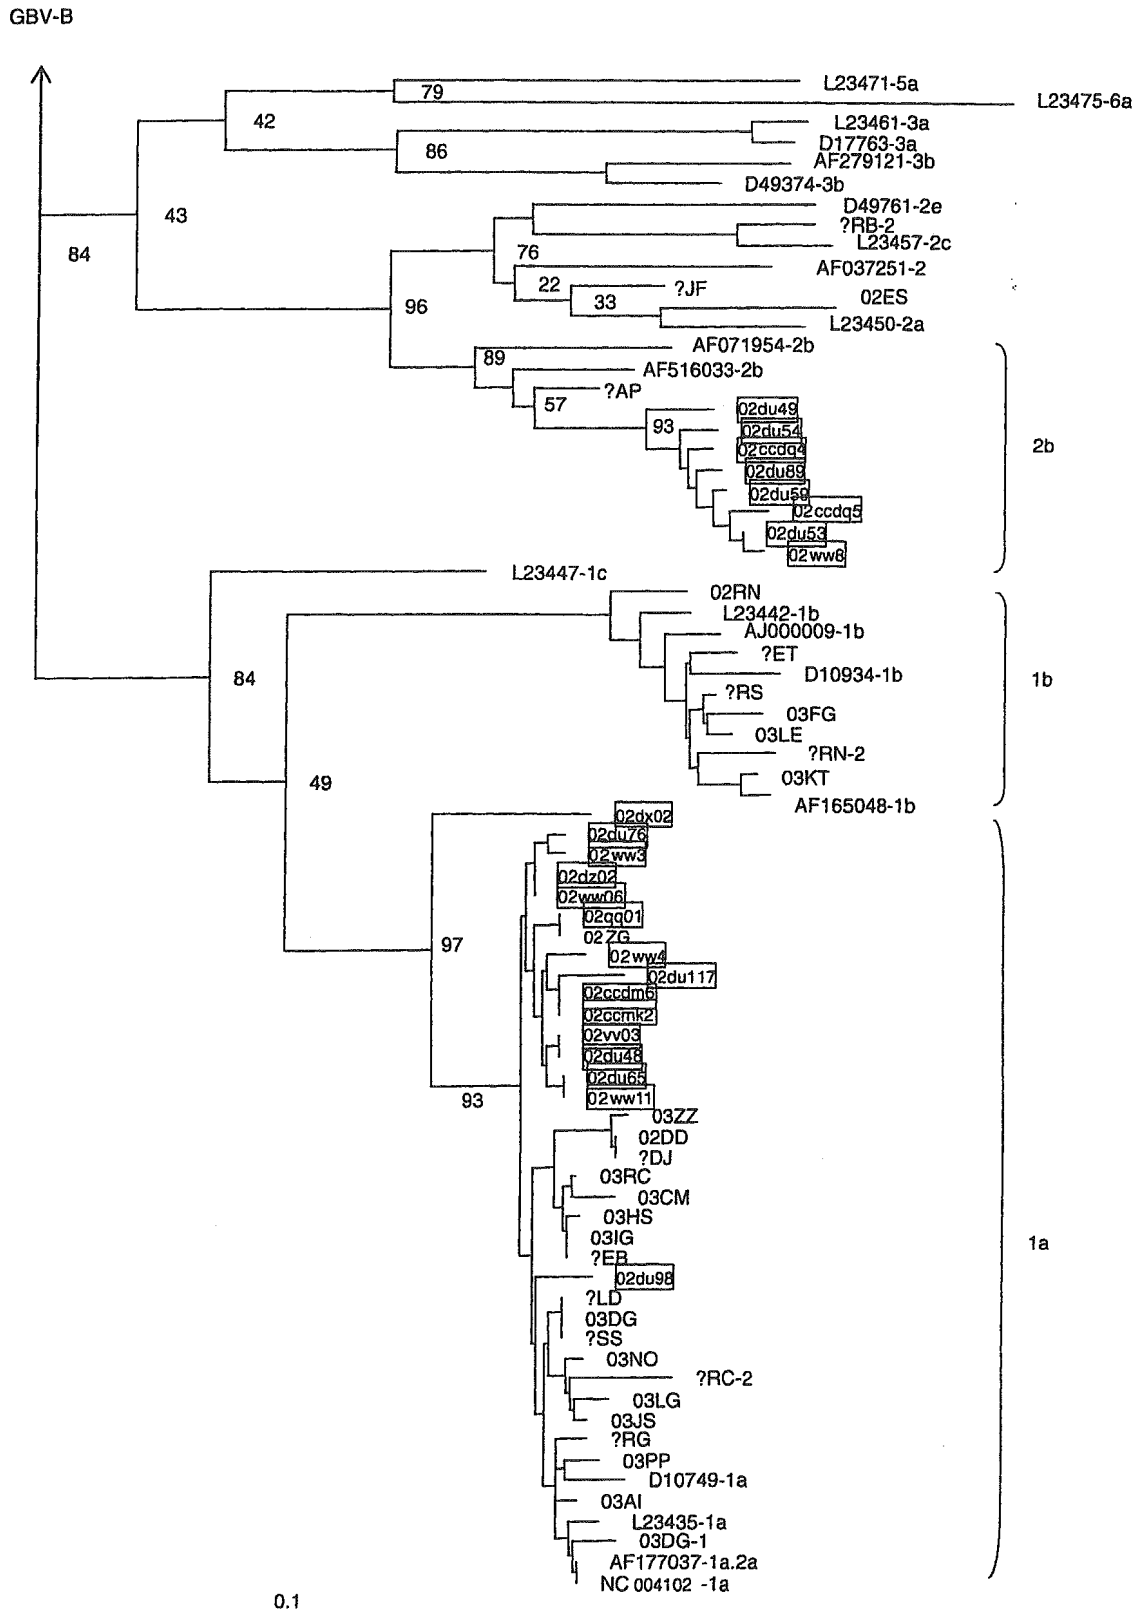 GBV-B
L23471-5a
79
L23475-6a
42
L23461-3a
D17763-3a
86
AF279121-3b
D49374-3b
D49761-2e
43
?RB-2
L23457-2c
84
76
AF037251-2
22
?JF
02ES
96
33
L23450-2a
AF071954-2b
89
AF516033-2b
?AP
57
02du49
93
02du54
2b
02ccdq4
02du89
02du59
02ccdq5
02du53
02ww8
L23447-1c
02RN
L23442-1b
AJ000009-1b
?ET
84
D10934-1b
1b
?RS
03FG
03LE
?RN-2
49
03KT
AF165048-1b
02dx02
02du76
02ww3
02dz02
02ww06
02qq01
02ZG
97
02ww4
02du117
02ccdm6
02ccmk2
02vv03
02du48
02du65
93
02ww11
03ZZ
02DD
?DJ
03RC
03CM
03HS
03IG
1a
?EB
02du98
?LD
03DG
?SS
03NO
?RC-2
03LG
03JS
?RG
03PP
D10749-1a
03AI
L23435-1a
03DG-1
AF177037-1a.2a
NC 004102 -1a
0.1